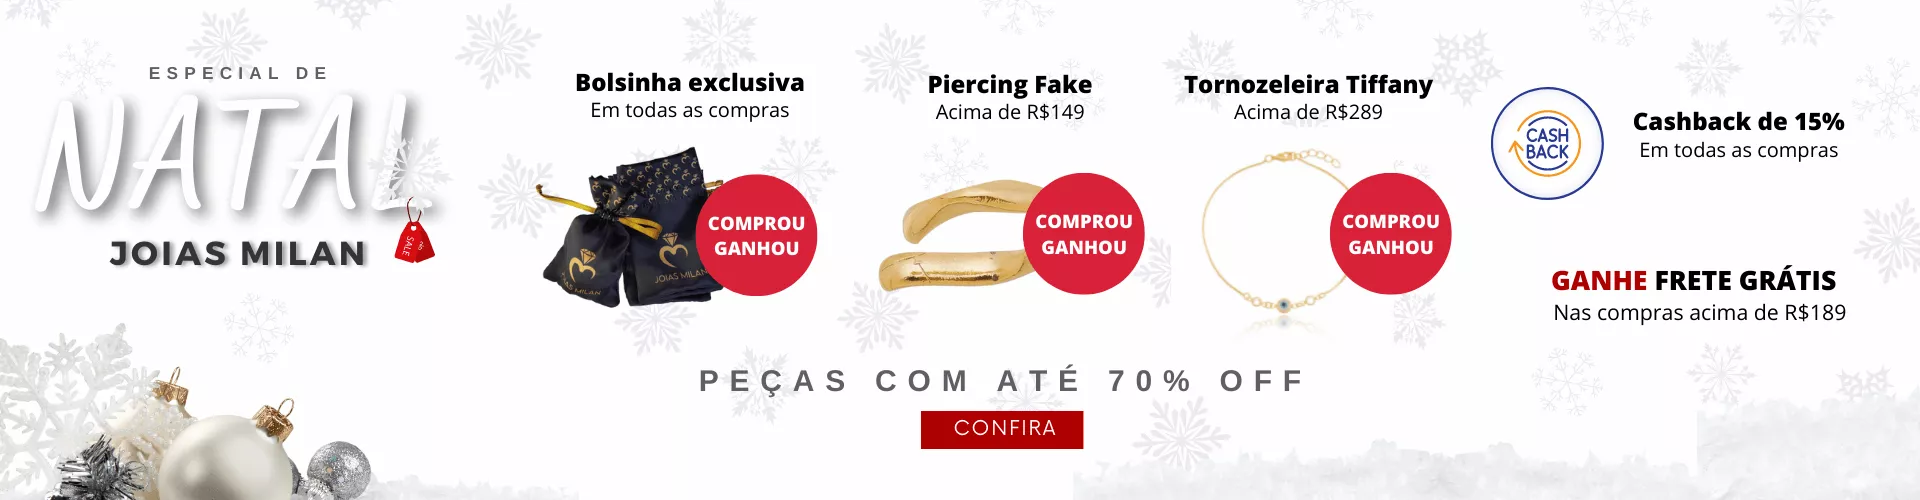 ESPECIAL DE
NATAL
JOIAS MILAN
SALE
Bolsinha exclusiva
Em todas as compras
JOIAS MILAN
JOIAS MILAN
COMPROU
GANHOU
Piercing Fake
Acima de R$149
COMPROU
GANHOU
Tornozeleira Tiffany
Acima de R$289
COMPROU
GANHOU
CASH
BACK
Cashback de 15%
Em todas as compras
GANHE FRETE GRÁTIS
Nas compras acima de R$189
PEÇAS COM ATÉ 70% OFF
CONFIRA